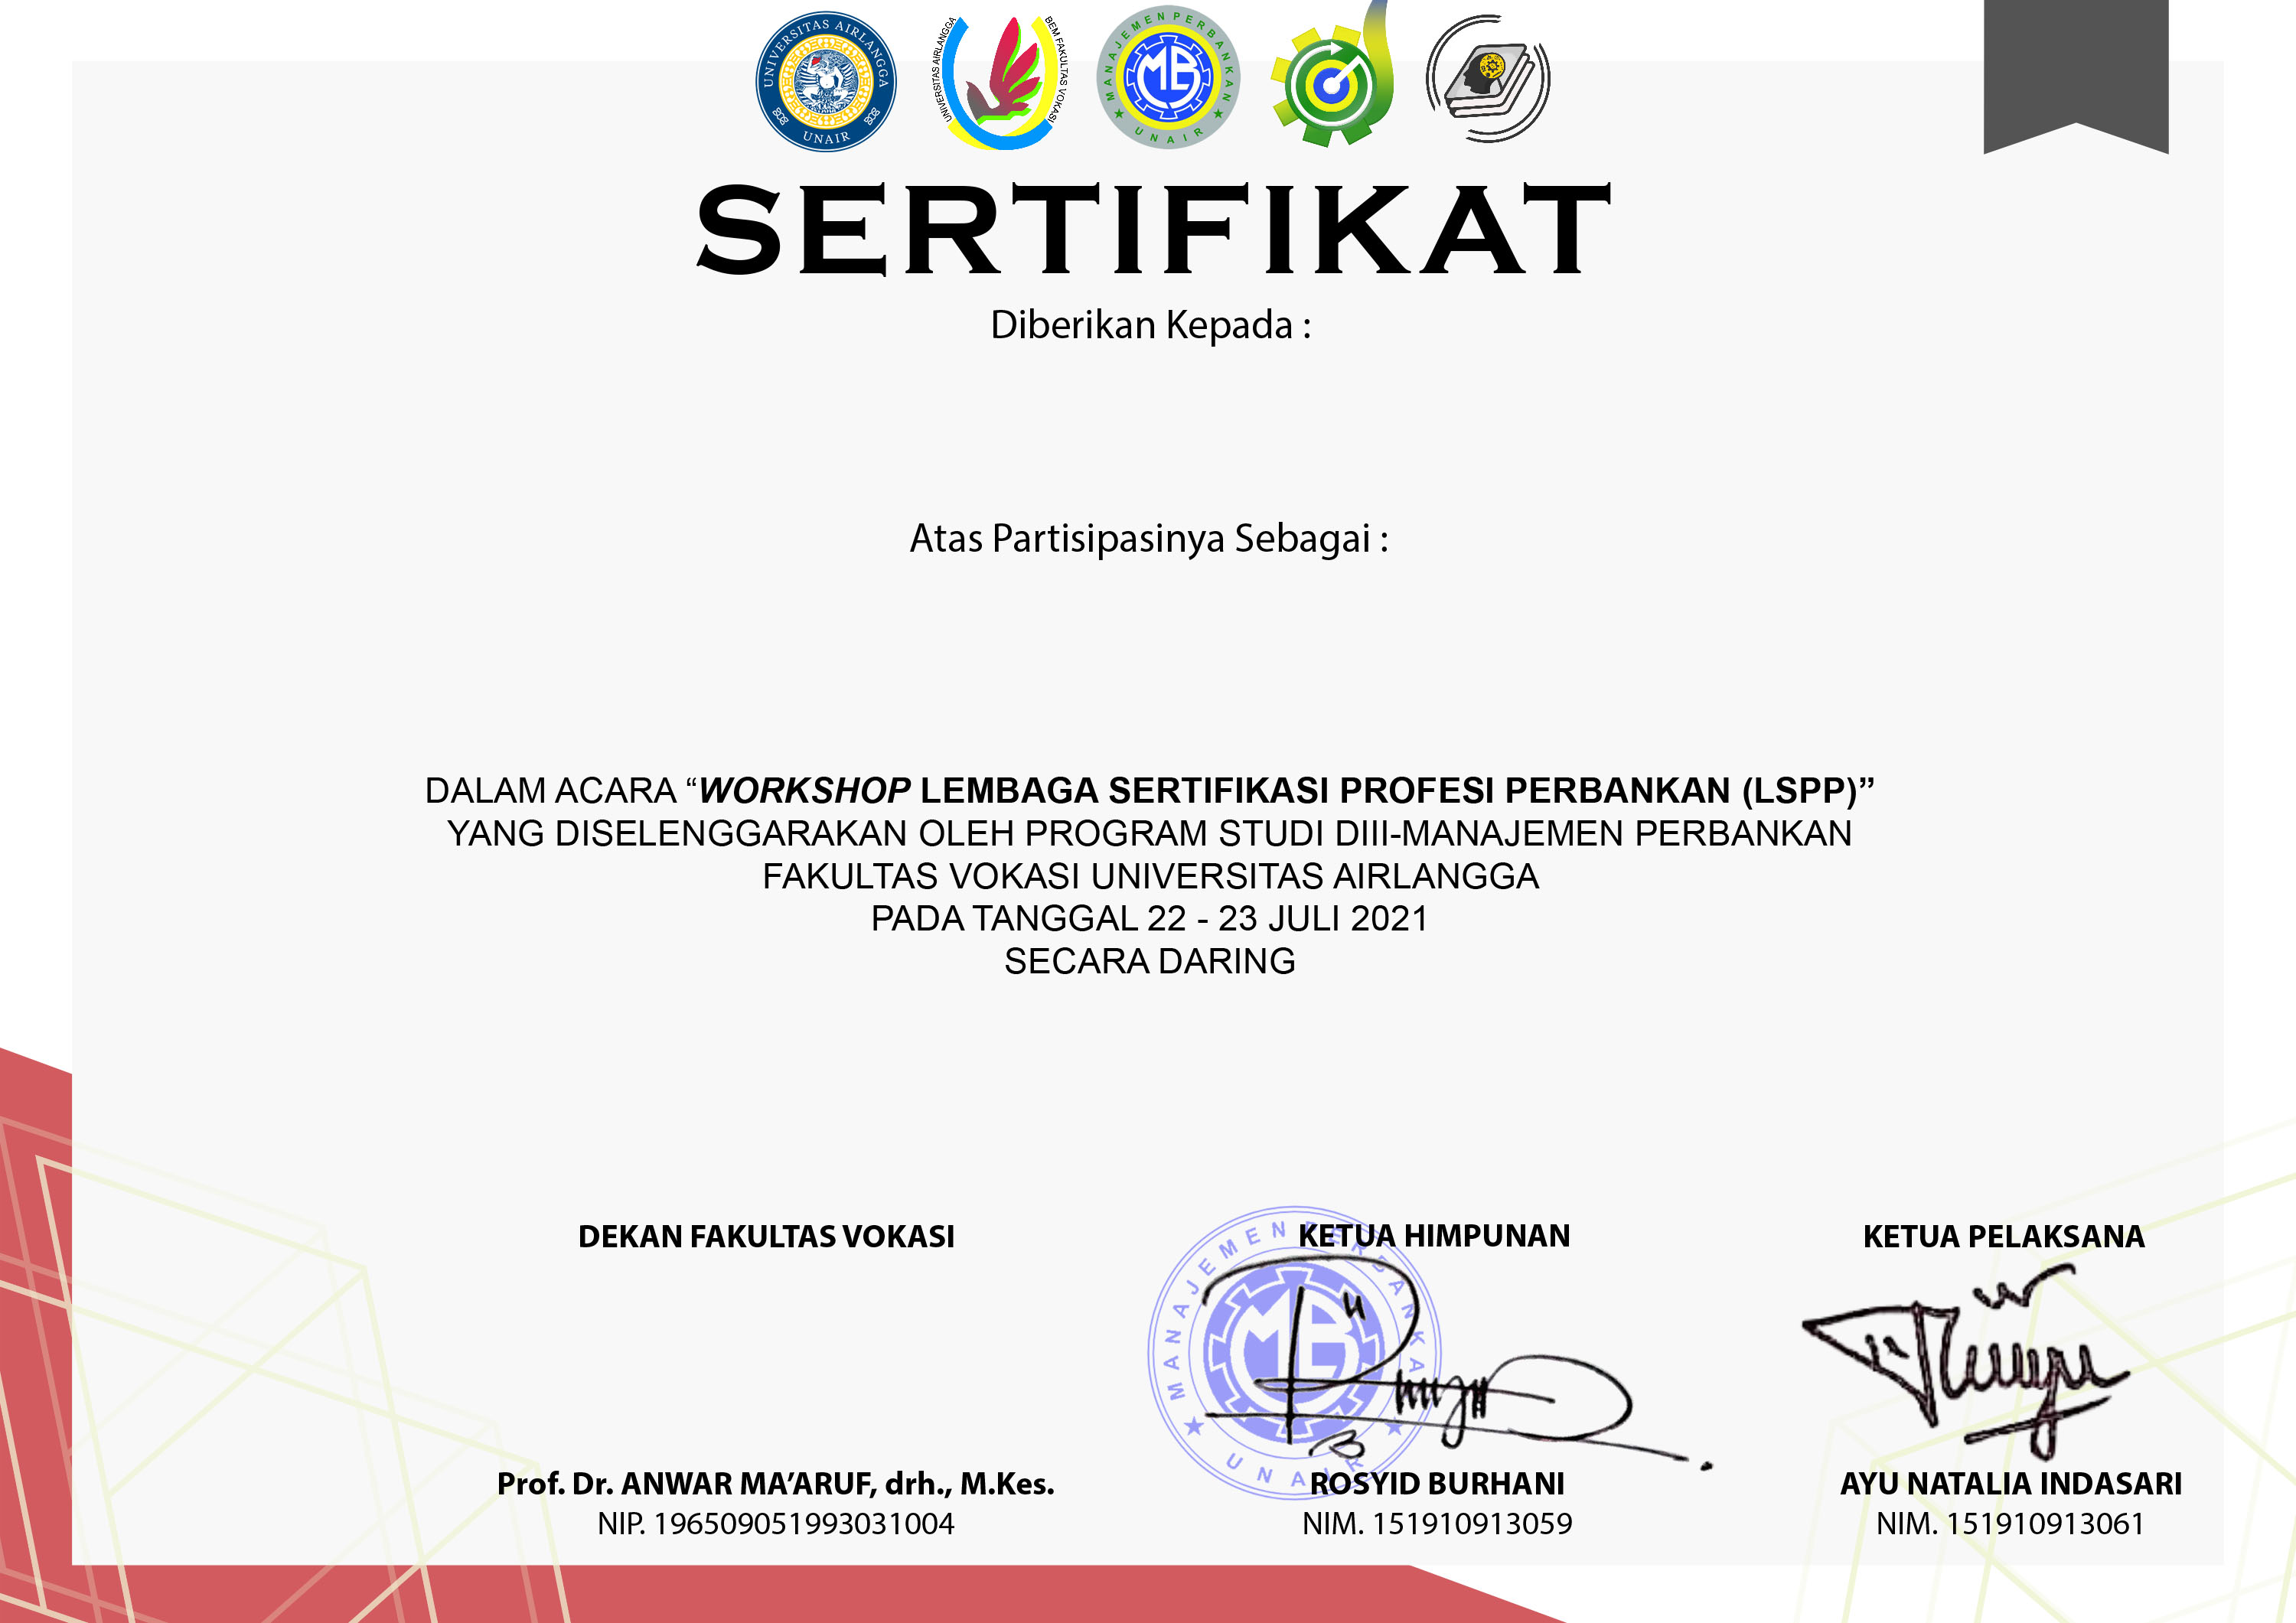 UNIVERSITAS AIRLANGGA
UNAIR
UNIVERSITAS AIRLANGGA
BEM FAKULTAS VOKASI
MANAJEMEN PERBANKAN
MB
UNAIR
SERTIFIKAT
Diberikan Kepada :
Atas Partisipasinya Sebagai :
DALAM ACARA “WORKSHOP LEMBAGA SERTIFIKASI PROFESI PERBANKAN (LSPP)”
YANG DISELENGGARAKAN OLEH PROGRAM STUDI DIII-MANAJEMEN PERBANKAN
FAKULTAS VOKASI UNIVERSITAS AIRLANGGA
PADA TANGGAL 22 - 23 JULI 2021
SECARA DARING
DEKAN FAKULTAS VOKASI
KETUA HIMPUNAN
KETUA PELAKSANA
MANAJEMEN PERBANKAN
MB
UNAIR
Prof. Dr. ANWAR MA’ARUF, drh., M.Kes.
NIP. 196509051993031004
ROSYID BURHANI
NIM. 151910913059
AYU NATALIA INDASARI
NIM. 151910913061